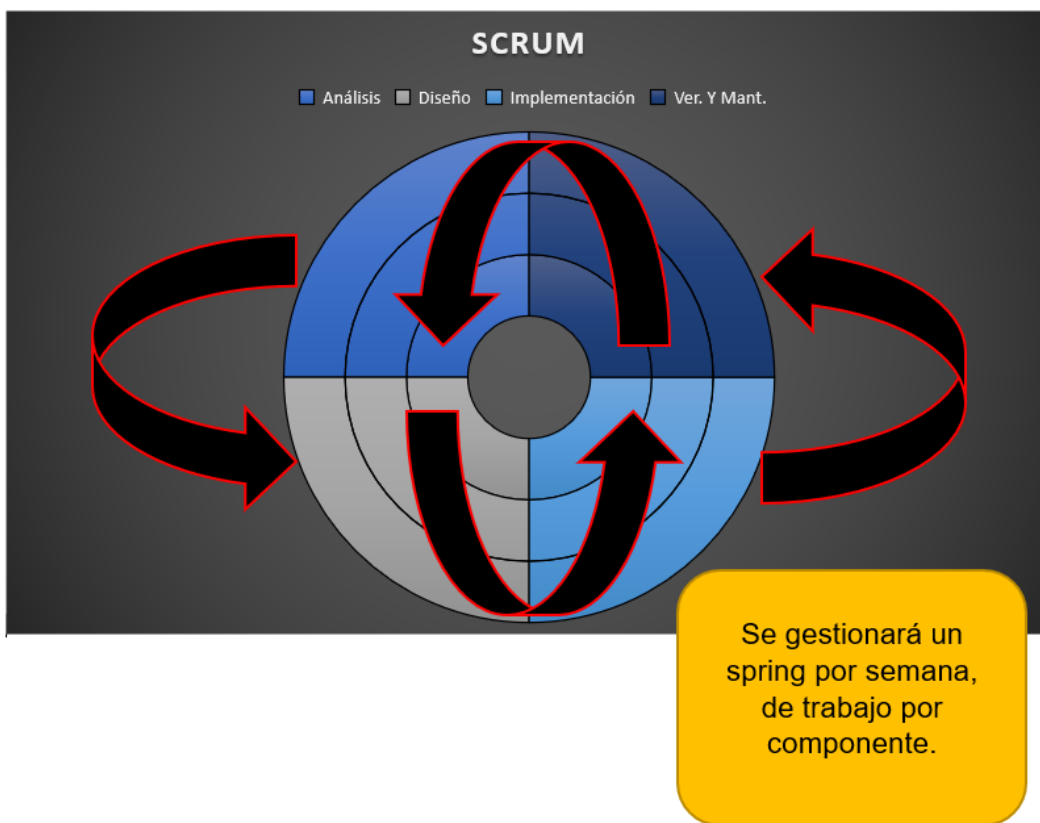 SCRUM
Análisis Diseño Implementación Ver. Y Mant.
Se gestionará un
spring por semana,
de trabajo por
componente.